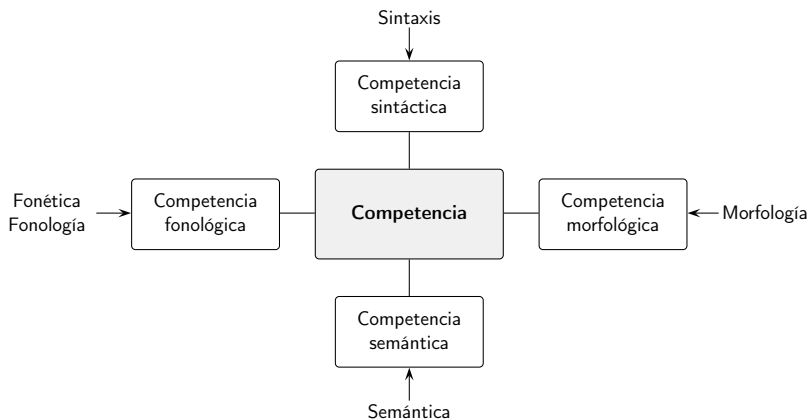 Sintaxis
Competencia
sintáctica
Fonética
Fonología
Competencia
fonológica
Competencia
Competencia
morfológica
Morfología
Competencia
semántica
Semántica